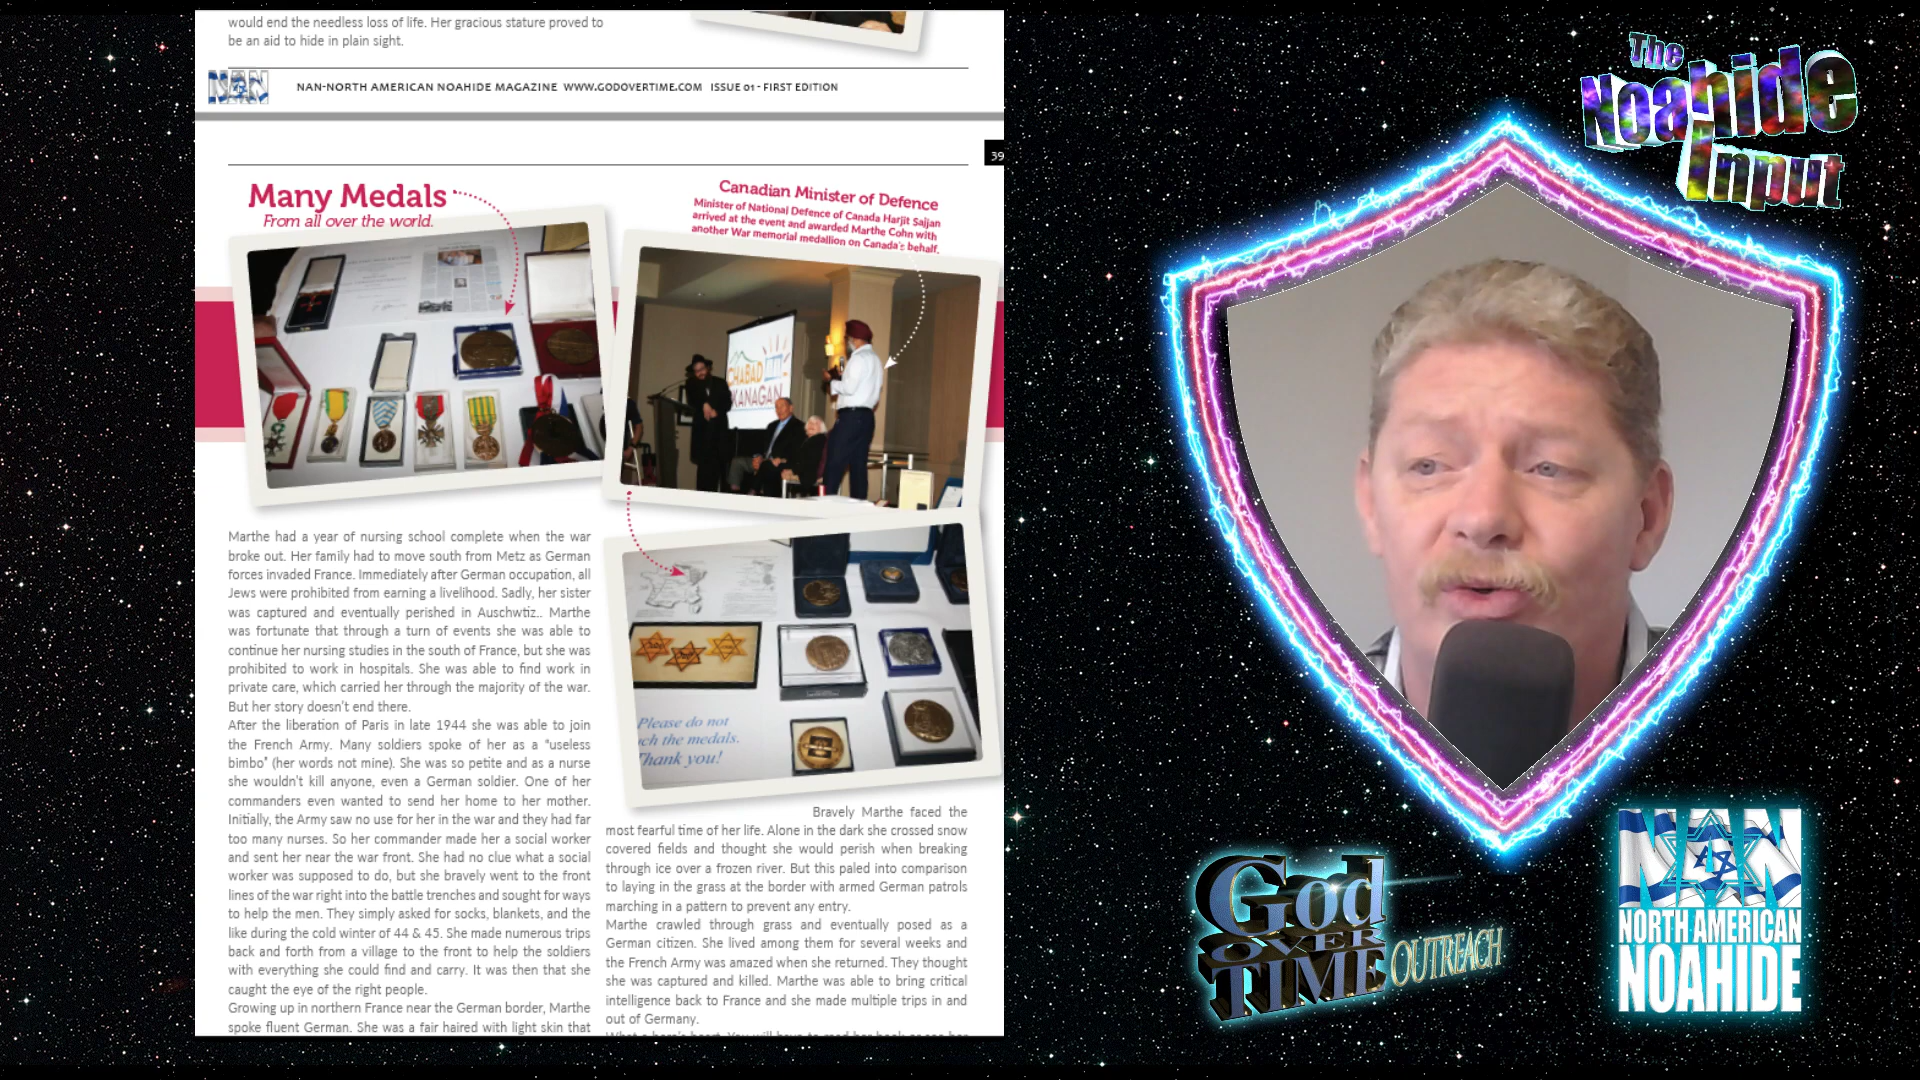 would end the needless loss of life. Her gracious stature proved to
be an aid to hide in plain sight.
NAN
NAN-NORTH AMERICAN NOAHIDE MAGAZINE WWW.GODOVERTIME.COM ISSUE 01 - FIRST EDITION
39
Many Medals
From all over the world.
Canadian Minister of Defence
Minister of National Defence of Canada Harjit Sajjan
arrived at the event and awarded Marthe Cohn with
another War memorial medallion on Canada's behalf.
CHABAD
KANAGAN
Marthe had a year of nursing school complete when the war
broke out. Her family had to move south from Metz as German
forces invaded France. Immediately after German occupation, all
Jews were prohibited from earning a livelihood. Sadly, her sister
was captured and eventually perished in Auschwtiz.. Marthe
was fortunate that through a turn of events she was able to
continue her nursing studies in the south of France, but she was
prohibited to work in hospitals. She was able to find work in
private care, which carried her through the majority of the war.
But her story doesn't end there.
After the liberation of Paris in late 1944 she was able to join
the French Army. Many soldiers spoke of her as a "useless
bimbo" (her words not mine). She was so petite and as a nurse
she wouldn't kill anyone, even a German soldier. One of her
commanders even wanted to send her home to her mother.
Initially, the Army saw no use for her in the war and they had far
too many nurses. So her commander made her a social worker
and sent her near the war front. She had no clue what a social
worker was supposed to do, but she bravely went to the front
lines of the war right into the battle trenches and sought for ways
to help the men. They simply asked for socks, blankets, and the
like during the cold winter of 44 & 45. She made numerous trips
back and forth from a village to the front to help the soldiers
with everything she could find and carry. It was then that she
caught the eye of the right people.
Growing up in northern France near the German border, Marthe
spoke fluent German. She was a fair haired with light skin that
Please do not
ch the medals.
Thank you!
Bravely Marthe faced the
most fearful time of her life. Alone in the dark she crossed snow
covered fields and thought she would perish when breaking
through ice over a frozen river. But this paled into comparison
to laying in the grass at the border with armed German patrols
marching in a pattern to prevent any entry.
Marthe crawled through grass and eventually posed as a
German citizen. She lived among them for several weeks and
the French Army was amazed when she returned. They thought
she was captured and killed. Marthe was able to bring critical
intelligence back to France and she made multiple trips in and
out of Germany.
The
Noahide
Input
God
OVER
TIME OUTREACH
NAN
NORTH AMERICAN
NOAHIDE